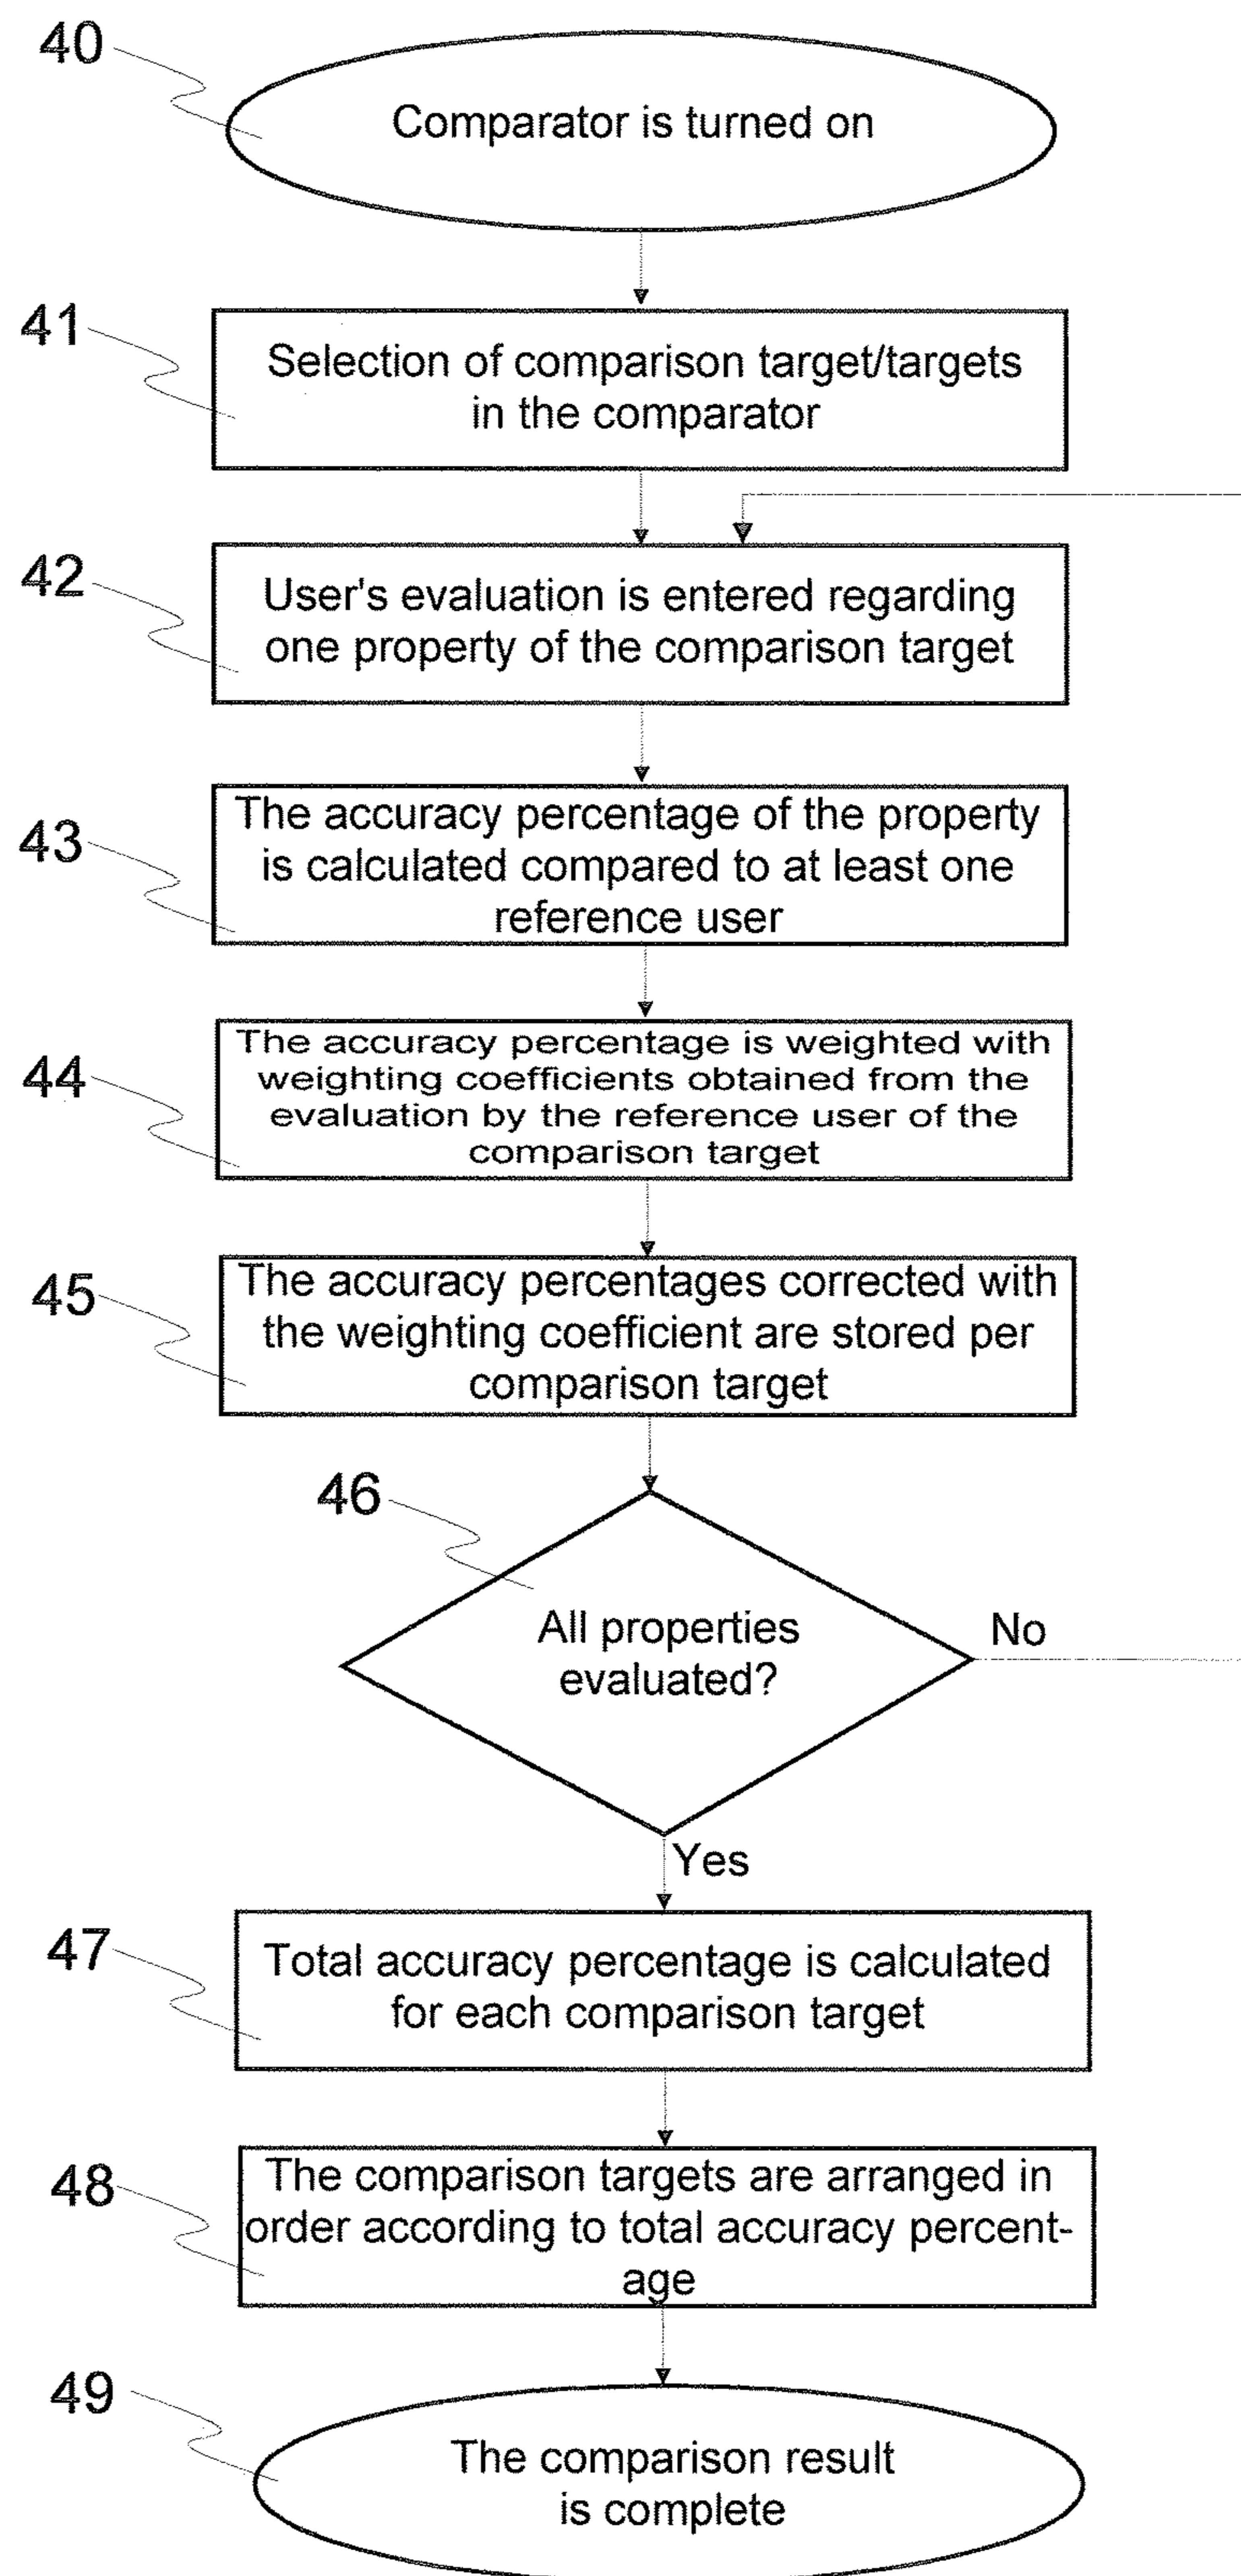 40
Comparator is turned on
41
Selection of comparison target/targets
in the comparator
42
User's evaluation is entered regarding
one property of the comparison target
43
The accuracy percentage of the property
is calculated compared to at least one
reference user
44
The accuracy percentage is weighted with
weighting coefficients obtained from the
evaluation by the reference user of the
comparison target
45
The accuracy percentages corrected with
the weighting coefficient are stored per
comparison target
46
All properties
evaluated?
No
Yes
47
Total accuracy percentage is calculated
for each comparison target
48
The comparison targets are arranged in
order according to total accuracy percent-
age
49
The comparison result
is complete